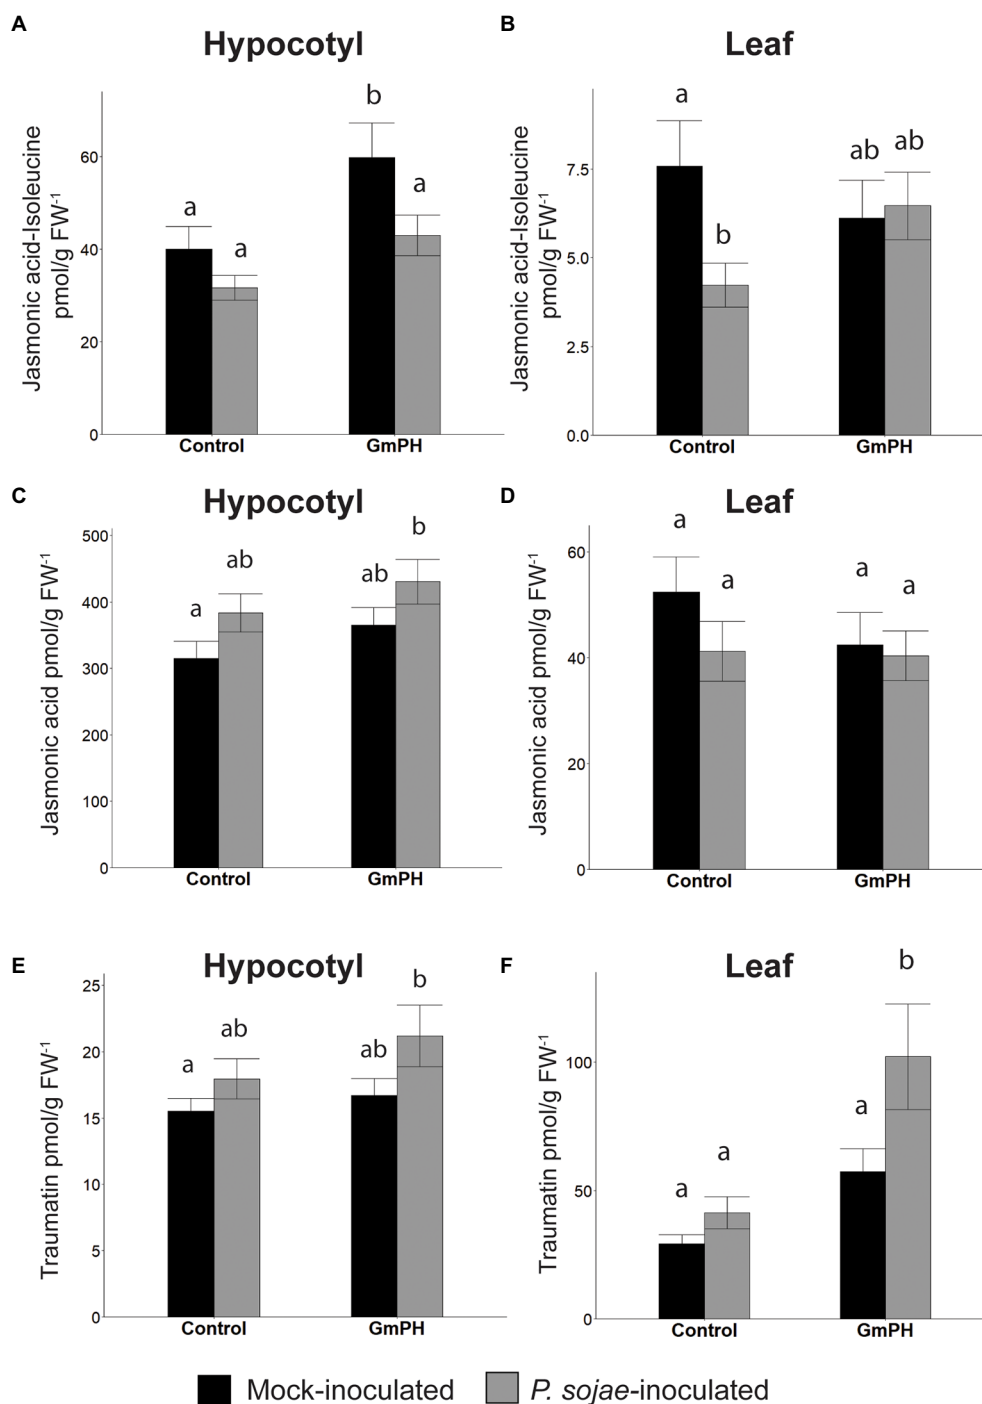 A
Hypocotyl
Jasmonic acid-Isoleucine
pmol/g FW-1
60
40
20
0
a
a
b
a
Control
GmPH
B
Leaf
Jasmonic acid-Isoleucine
pmol/g FW-1
7.5
5.0
2.5
0.0
a
b
ab
ab
Control
GmPH
C
Hypocotyl
Jasmonic acid pmol/g FW-1
500
400
300
200
100
0
a
ab
ab
b
Control
GmPH
D
Leaf
Jasmonic acid pmol/g FW-1
60
40
20
0
a
a
a
a
Control
GmPH
E
Hypocotyl
Traumatin pmol/g FW-1
25
20
15
10
5
0
a
ab
ab
b
Control
GmPH
F
Leaf
Traumatin pmol/g FW-1
100
50
0
a
a
a
b
Control
GmPH
Mock-inoculated
P. sojae-inoculated